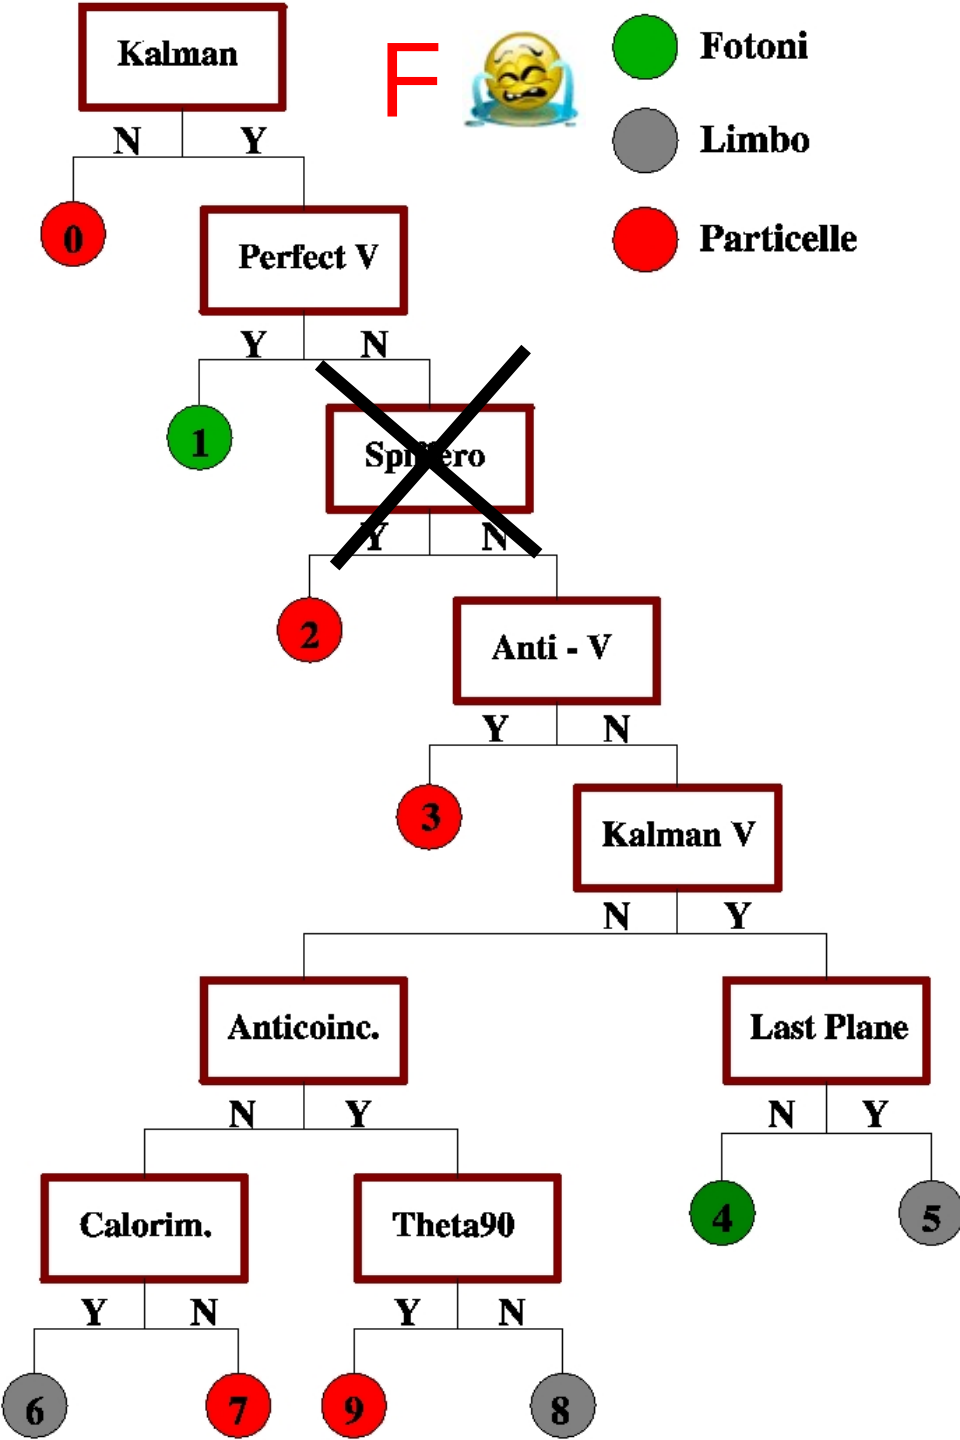 Kalman
F
Fotoni
Limbo
Particelle
N Y
0
Perfect V
Y N
1
Spiffero
Y N
2
Anti - V
Y N
3
Kalman V
N Y
Anticoinc.
Last Plane
N Y
N Y
4
5
Calorim.
Theta90
Y N
Y N
6
7
9
8